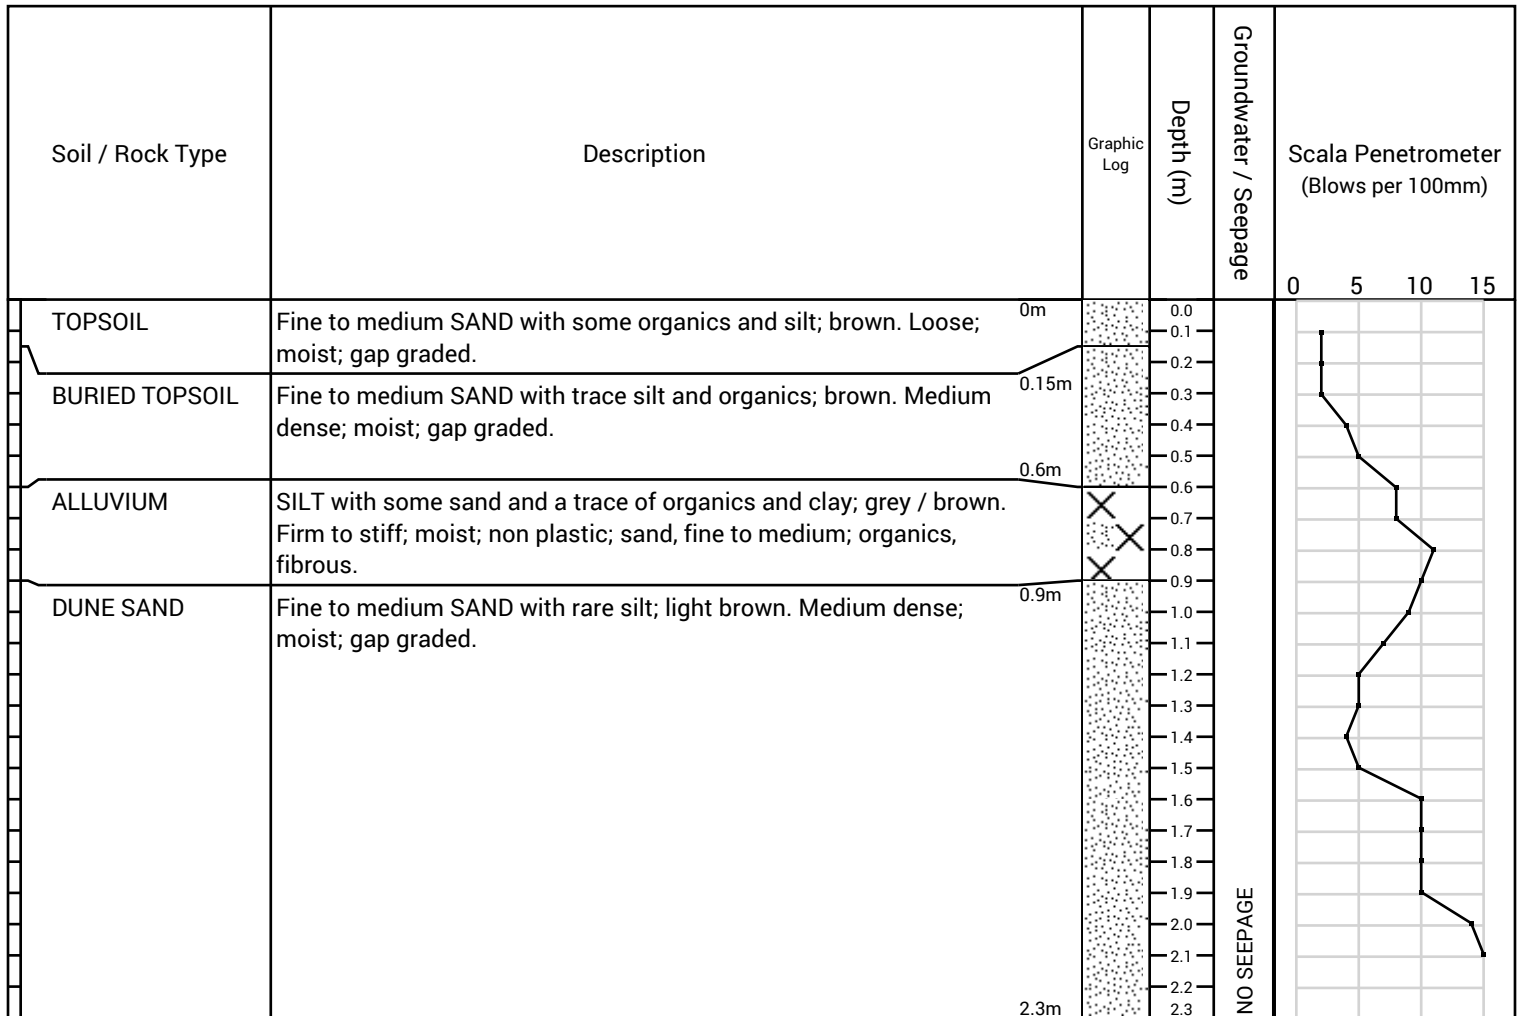 Soil / Rock Type
Description
Graphic
Log
Depth (m)
Groundwater / Seepage
Scala Penetrometer
(Blows per 100mm)
0 5 10 15
TOPSOIL
Fine to medium SAND with some organics and silt; brown. Loose;
moist; gap graded.
0m
BURIED TOPSOIL
Fine to medium SAND with trace silt and organics; brown. Medium
dense; moist; gap graded.
0.15m
ALLUVIUM
SILT with some sand and a trace of organics and clay; grey / brown.
Firm to stiff; moist; non plastic; sand, fine to medium; organics,
fibrous.
0.6m
DUNE SAND
Fine to medium SAND with rare silt; light brown. Medium dense;
moist; gap graded.
0.9m
2.3m
0.0
0.1
0.2
0.3
0.4
0.5
0.6
0.7
0.8
0.9
1.0
1.1
1.2
1.3
1.4
1.5
1.6
1.7
1.8
1.9
2.0
2.1
2.2
2.3
NO SEEPAGE